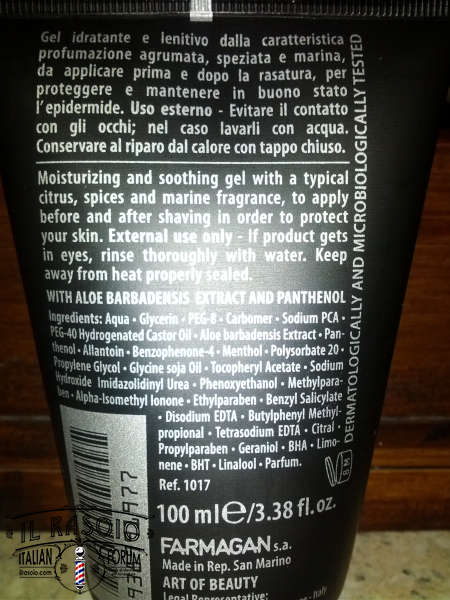 Gel idratante e lenitivo dalla caratteristica
profumazione agrumata, speziata e marina,
da applicare prima e dopo la rasatura, per
proteggere e mantenere in buono stato
l'epidermide. Uso esterno - Evitare il contatto
con gli occhi; nel caso lavarli con acqua.
Conservare al riparo dal calore con tappo chiuso.
Moisturizing and soothing gel with a typical
citrus, spices and marine fragrance, to apply
before and after shaving in order to protect
your skin. External use only - If product gets
in eyes, rinse thoroughly with water. Keep
away from heat properly sealed.
WITH ALOE BARBADENSIS EXTRACT AND PANTHENOL
Ingredients: Aqua • Glycerin • PEG-8 • Carbomer • Sodium PCA •
PEG-40 Hydrogenated Castor Oil • Aloe barbadensis Extract • Pan-
thenol • Allantoin • Benzophenone-4 • Menthol • Polysorbate 20 •
Propylene Glycol • Glycine soja Oil • Tocopheryl Acetate • Sodium
Hydroxide Imidazolidinyl Urea • Phenoxyethanol • Methylpara-
ben • Alpha-Isomethyl Ionone • Ethylparaben • Benzyl Salicylate
• Disodium EDTA • Butylphenyl Methyl-
propional • Tetrasodium EDTA • Citral •
Propylparaben • Geraniol • BHA • Limo-
nene • BHT • Linalool • Parfum.
Ref. 1017
100 ml ℮/3.38 fl. oz.
FARMAGAN s.a.
Made in Rep. San Marino
ART OF BEAUTY
Legal Representative:
Italy
DERMATOLOGICALLY AND MICROBIOLOGICALLY TESTED
8 M
IL RASOIO
ITALIAN FORUM
ilrasoio.com